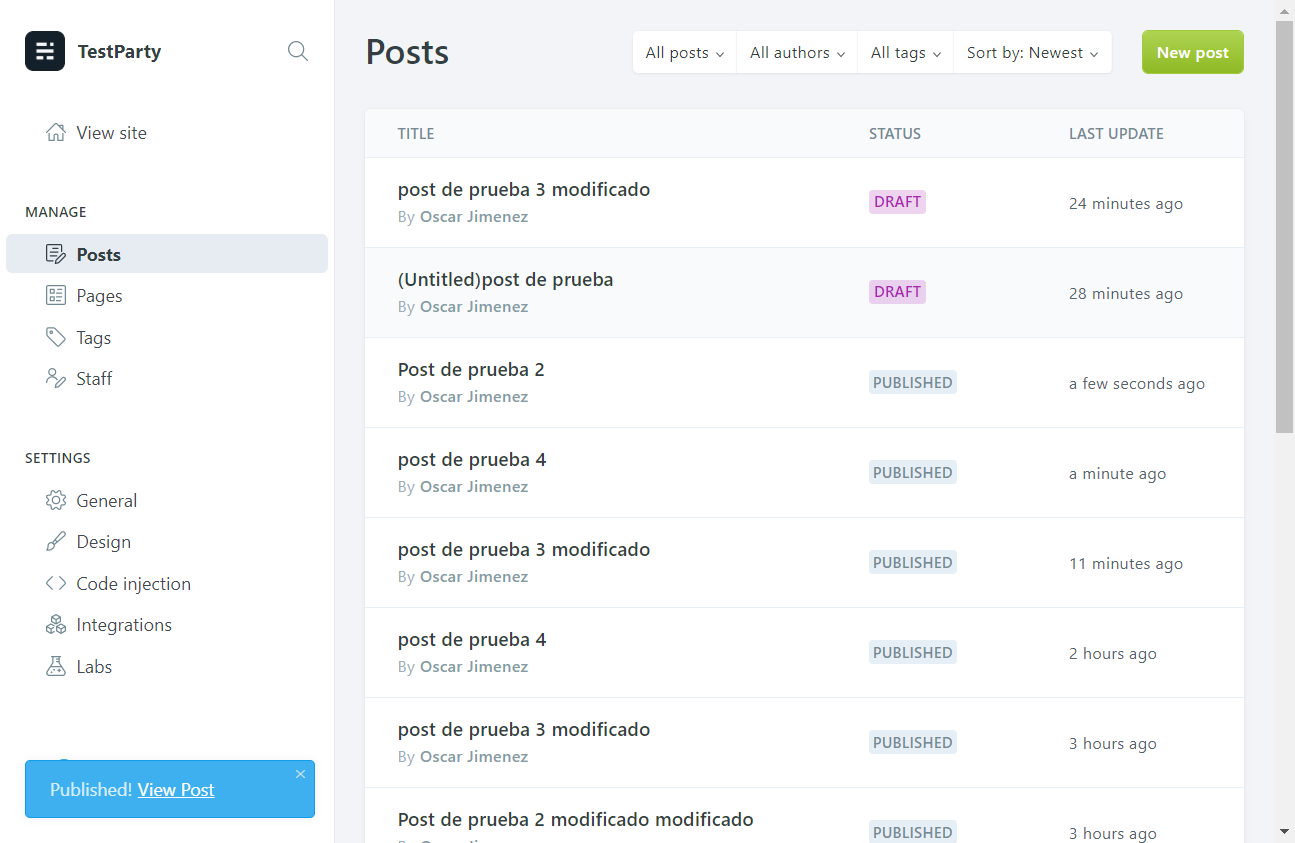 TestParty
View site
MANAGE
Posts
Pages
Tags
Staff
SETTINGS
General
Design
Code injection
Integrations
Labs
Published! View Post
Posts
All posts
All authors
All tags
Sort by: Newest
New post
TITLE STATUS LAST UPDATE
post de prueba 3 modificado
By Oscar Jimenez
DRAFT
24 minutes ago
(Untitled)post de prueba
By Oscar Jimenez
DRAFT
28 minutes ago
Post de prueba 2
By Oscar Jimenez
PUBLISHED
a few seconds ago
post de prueba 4
By Oscar Jimenez
PUBLISHED
a minute ago
post de prueba 3 modificado
By Oscar Jimenez
PUBLISHED
11 minutes ago
post de prueba 4
By Oscar Jimenez
PUBLISHED
2 hours ago
post de prueba 3 modificado
By Oscar Jimenez
PUBLISHED
3 hours ago
Post de prueba 2 modificado modificado
PUBLISHED
3 hours ago